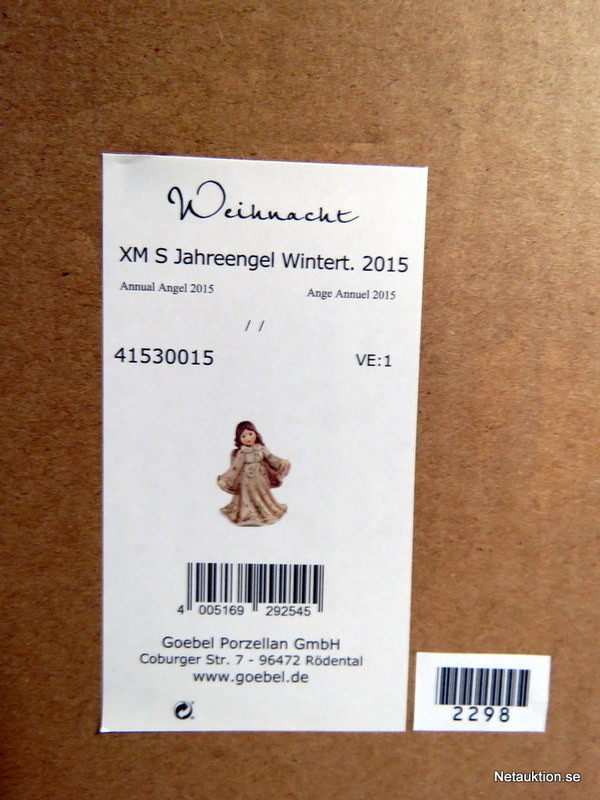 Weihnacht
XM S Jahreengel Wintert. 2015
Annual Angel 2015 Ange Annuel 2015
/ /
41530015 VE:1
4 005169 292545
Goebel Porzellan GmbH
Coburger Str. 7 - 96472 Rödental
www.goebel.de
2298
Netauktion.se